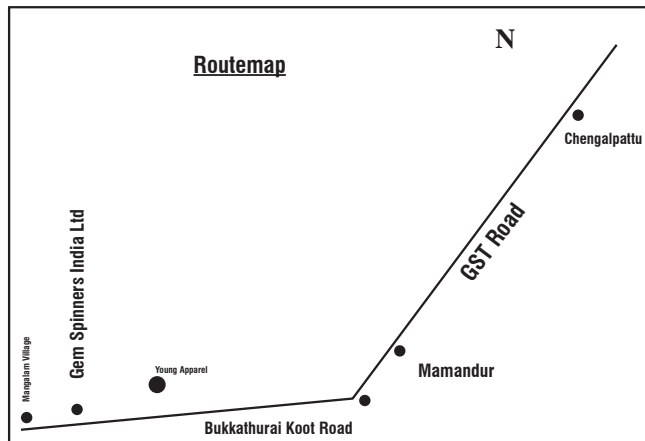 N
Routemap
Chengalpattu
GST Road
Gem Spinners India Ltd
Mangalam Village
Young Apparel
Mamandur
Bukkathurai Koot Road